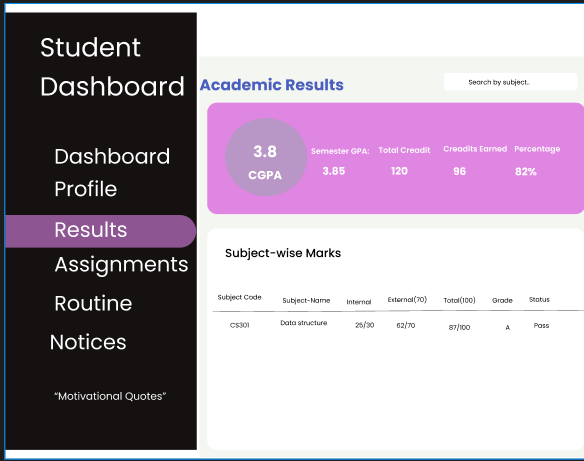 Student
Dashboard
Dashboard
Profile
Results
Assignments
Routine
Notices
“Motivational Quotes”
Academic Results
Search by subject..
3.8
CGPA
Semester GPA:
3.85
Total Creadit
120
Creadits Earned
96
Percentage
82%
Subject-wise Marks
Subject Code Subject-Name Internal External(70) Total(100) Grade Status
CS301 Data structure 25/30 62/70 87/100 A Pass